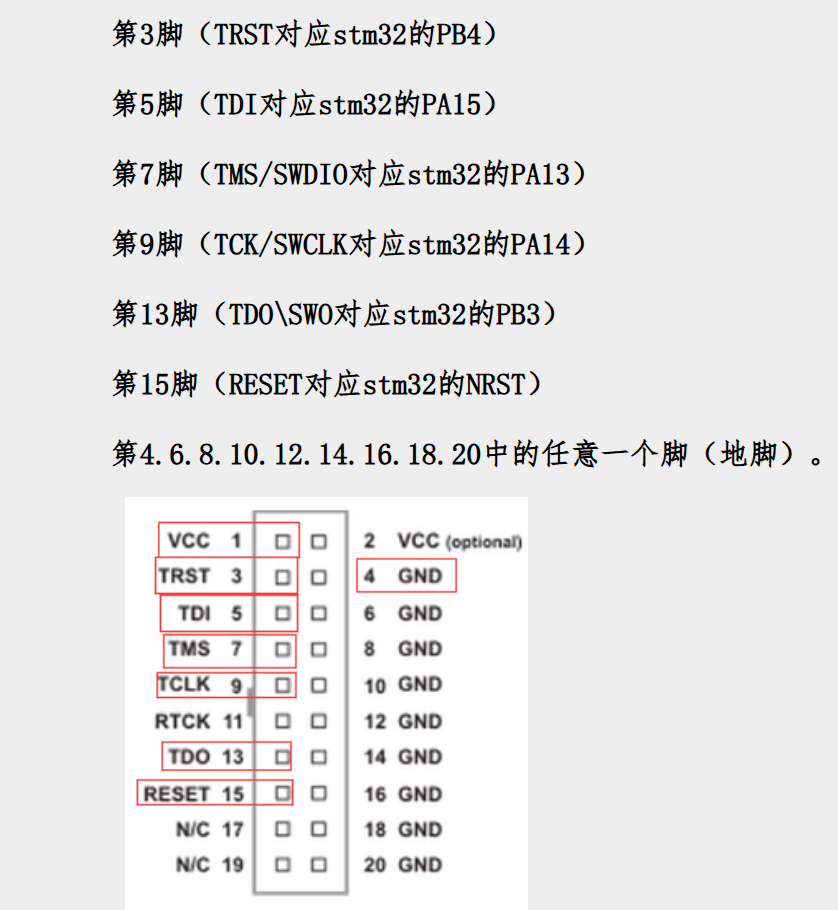 第3脚（TRST对应stm32的PB4）
第5脚（TDI对应stm32的PA15）
第7脚（TMS/SWDIO对应stm32的PA13）
第9脚（TCK/SWCLK对应stm32的PA14）
第13脚（TDO\SWO对应stm32的PB3）
第15脚（RESET对应stm32的NRST）
第4.6.8.10.12.14.16.18.20中的任意一个脚（地脚）。
VCC 1 2 VCC (optional)
TRST 3 4 GND
TDI 5 6 GND
TMS 7 8 GND
TCLK 9 10 GND
RTCK 11 12 GND
TDO 13 14 GND
RESET 15 16 GND
N/C 17 18 GND
N/C 19 20 GND